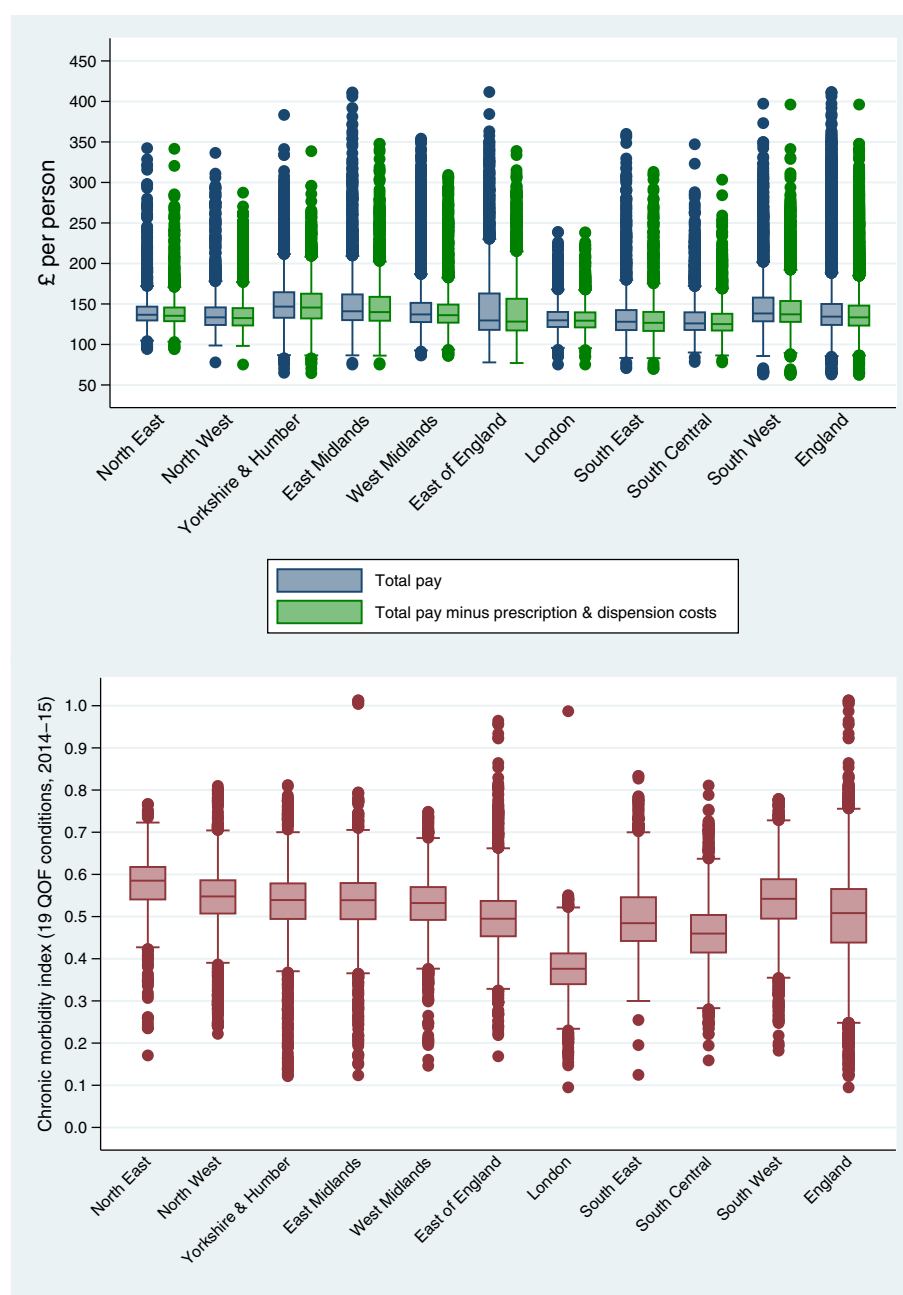 £ per person
450
400
350
300
250
200
150
100
50
North East
North West
Yorkshire & Humber
East Midlands
West Midlands
East of England
London
South East
South Central
South West
England
Total pay
Total pay minus prescription & dispension costs
Chronic morbidity index (19 QOF conditions, 2014–15)
1.0
0.9
0.8
0.7
0.6
0.5
0.4
0.3
0.2
0.1
0.0
North East
North West
Yorkshire & Humber
East Midlands
West Midlands
East of England
London
South East
South Central
South West
England